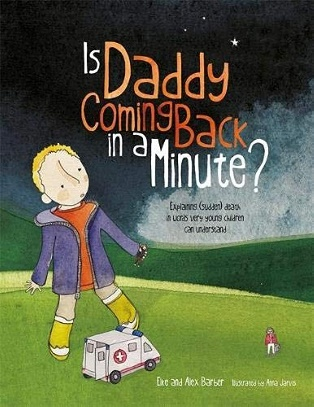 Is Daddy
Coming Back
in a Minute?
Explaining (sudden) death
in words very young children
can understand
Elke and Alex Barber Illustrated by Anna Jarvis